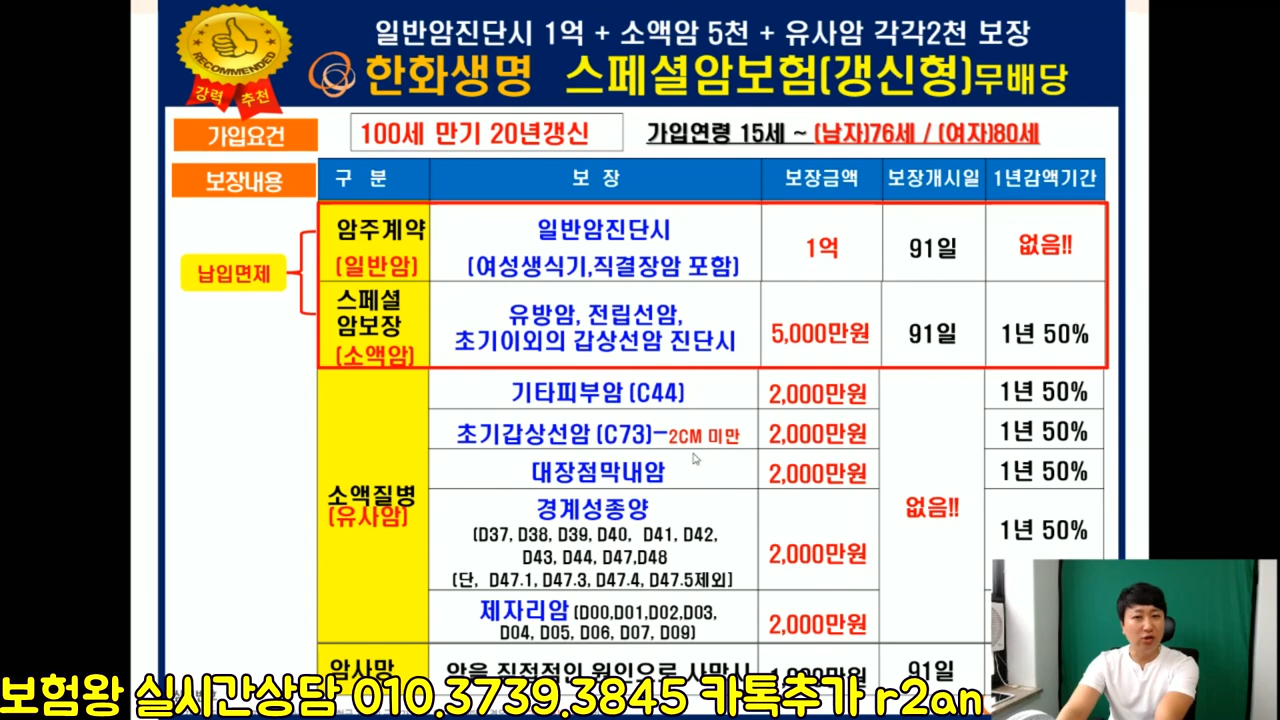 일반암진단시 1억 + 소액암 5천 + 유사암 각각2천 보장
RECOMMENDED
강력 추천
한화생명 스페셜암보험(갱신형)무배당
가입요건
100세 만기 20년갱신
가입연령 15세 ~ (남자)76세 / (여자)80세
보장내용
구 분 보 장 보장금액 보장개시일 1년감액기간
납입면제
암주계약
(일반암)
일반암진단시
(여성생식기,직결장암 포함)
1억
91일
없음!!
스페셜
암보장
(소액암)
유방암, 전립선암,
초기이외의 갑상선암 진단시
5,000만원
91일
1년 50%
소액질병
(유사암)
기타피부암 (C44)
2,000만원
1년 50%
초기갑상선암 (C73)-2CM 미만
2,000만원
1년 50%
대장점막내암
2,000만원
1년 50%
경계성종양
(D37, D38, D39, D40, D41, D42,
D43, D44, D47,D48
(단, D47.1, D47.3, D47.4, D47.5제외)
2,000만원
없음!!
1년 50%
제자리암 (D00,D01,D02,D03,
D04, D05, D06, D07, D09)
2,000만원
암사망
암을 직접적인 원인으로 사망시
91일
보험왕 실시간상담 010.3739.3845 카톡추가 r2an